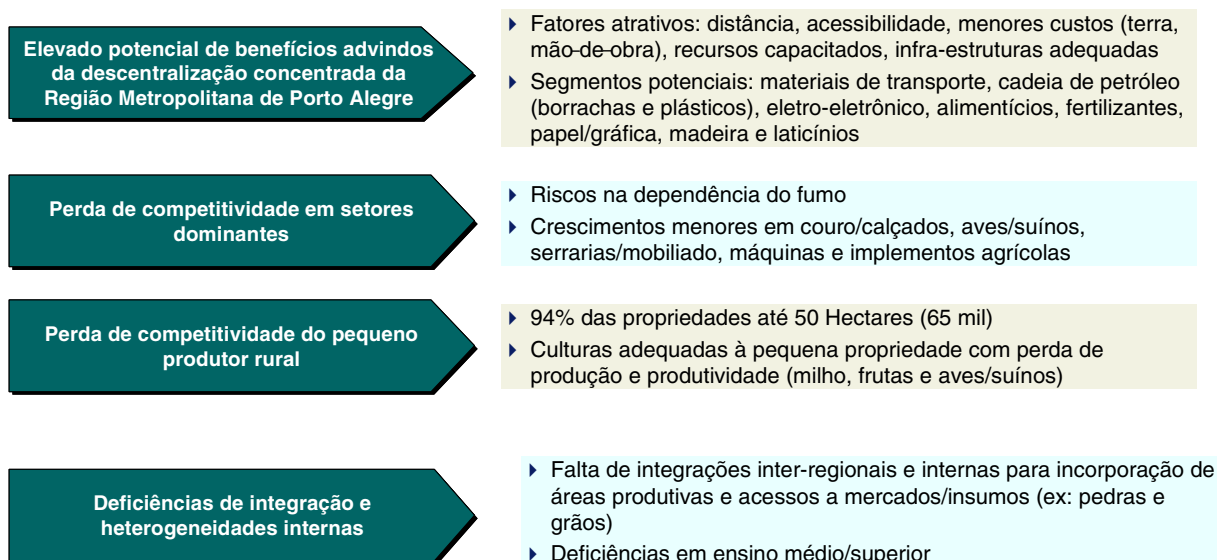 Elevado potencial de benefícios advindos
da descentralização concentrada da
Região Metropolitana de Porto Alegre
Fatores atrativos: distância, acessibilidade, menores custos (terra,
mão-de-obra), recursos capacitados, infra-estruturas adequadas
Segmentos potenciais: materiais de transporte, cadeia de petróleo
(borrachas e plásticos), eletro-eletrônico, alimentícios, fertilizantes,
papel/gráfica, madeira e laticínios
Perda de competitividade em setores
dominantes
Riscos na dependência do fumo
Crescimentos menores em couro/calçados, aves/suínos,
serrarias/mobiliado, máquinas e implementos agrícolas
Perda de competitividade do pequeno
produtor rural
94% das propriedades até 50 Hectares (65 mil)
Culturas adequadas à pequena propriedade com perda de
produção e produtividade (milho, frutas e aves/suínos)
Deficiências de integração e
heterogeneidades internas
Falta de integrações inter-regionais e internas para incorporação de
áreas produtivas e acessos a mercados/insumos (ex: pedras e
grãos)
Deficiências em ensino médio/superior